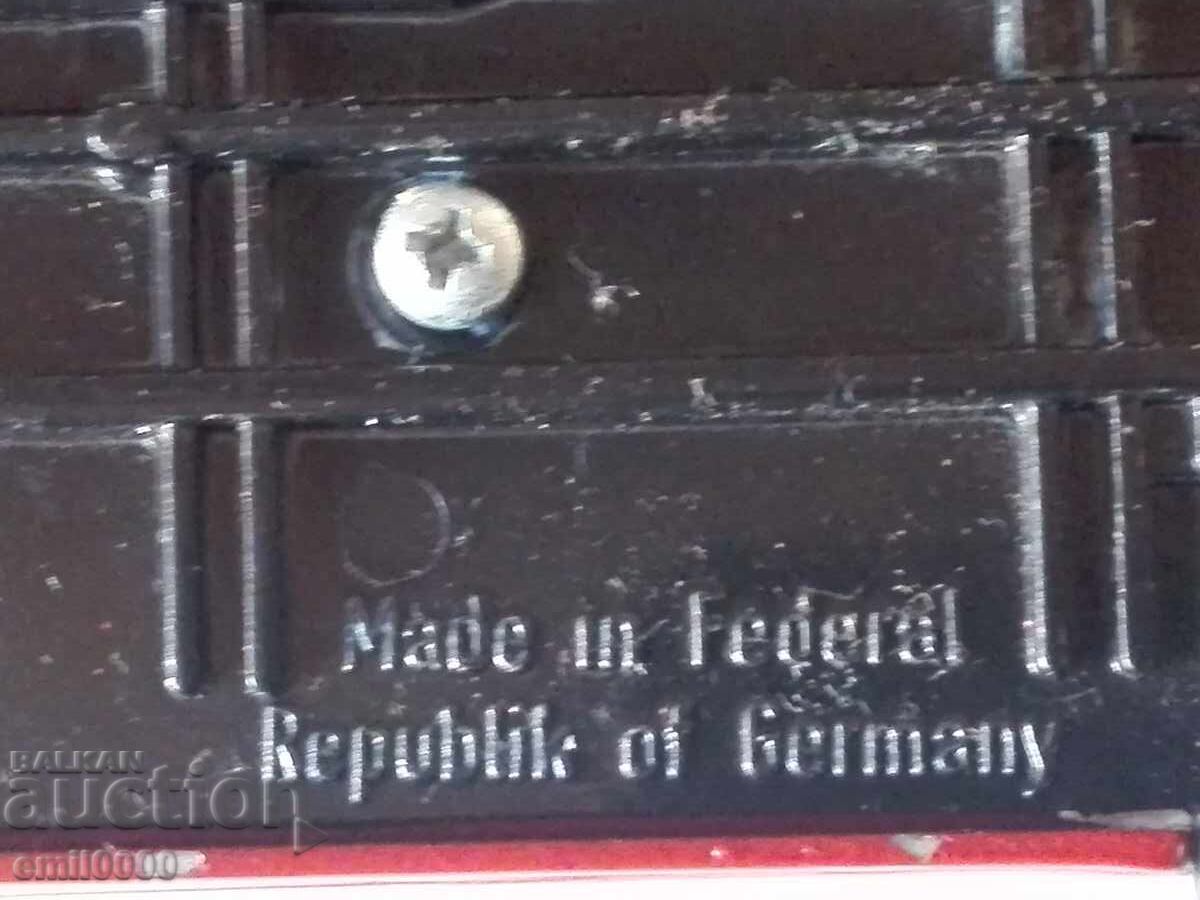 Made in Federal
Republik of Germany
BALKAN
auction
emil0000